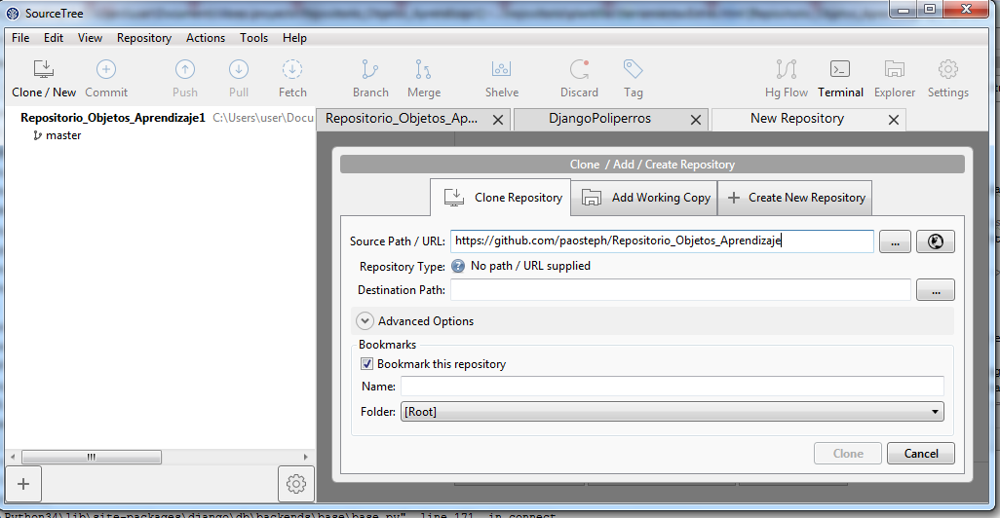 SourceTree
File Edit View Repository Actions Tools Help
Clone / New Commit Push Pull Fetch Branch Merge Shelve Discard Tag Hg Flow Terminal Explorer Settings
Repositorio_Objetos_Aprendizaje1 C:\Users\user\Docu
master
Repositorio_Objetos_Ap... DjangoPoliperros New Repository
Clone / Add / Create Repository
Clone Repository Add Working Copy Create New Repository
Source Path / URL: https://github.com/paosteph/Repositorio_Objetos_Aprendizaje ...
Repository Type: No path / URL supplied
Destination Path: ...
Advanced Options
Bookmarks
Bookmark this repository
Name:
Folder: [Root]
Clone Cancel
Python34\lib\site-packages\django\db\backends\base\base.py", line 171, in connect